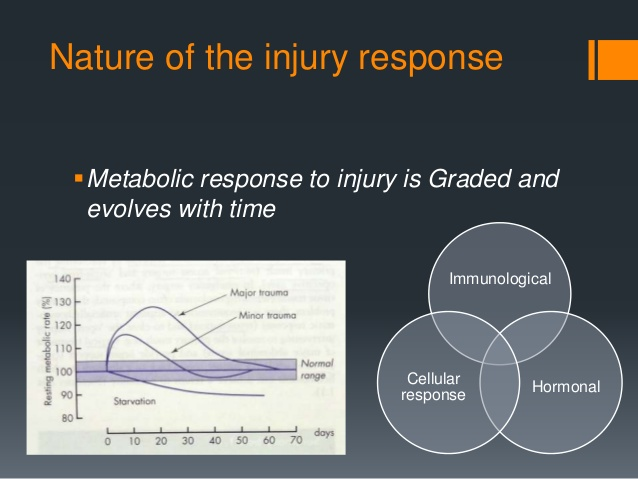 Nature of the injury response
▪Metabolic response to injury is Graded and
evolves with time
Immunological
Cellular
response
Hormonal
Resting metabolic rate (%)
140
130
120
110
100
90
80
Major trauma
Minor trauma
Normal
range
Starvation
0 10 20 30 40 50 60 70 days